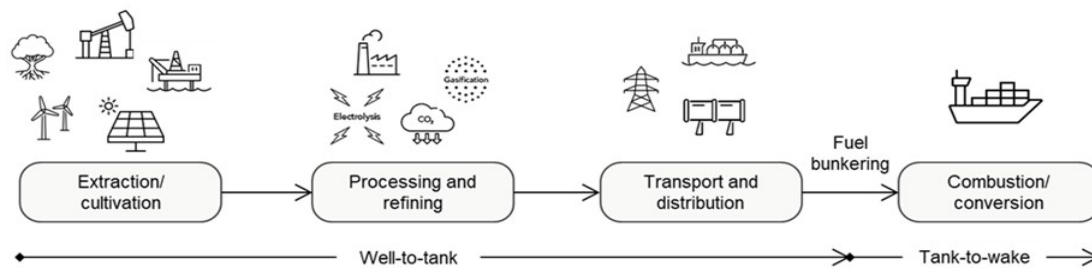 Gasification
Electrolysis
CO₂
Extraction/
cultivation
Processing and
refining
Transport and
distribution
Fuel
bunkering
Combustion/
conversion
Well-to-tank
Tank-to-wake